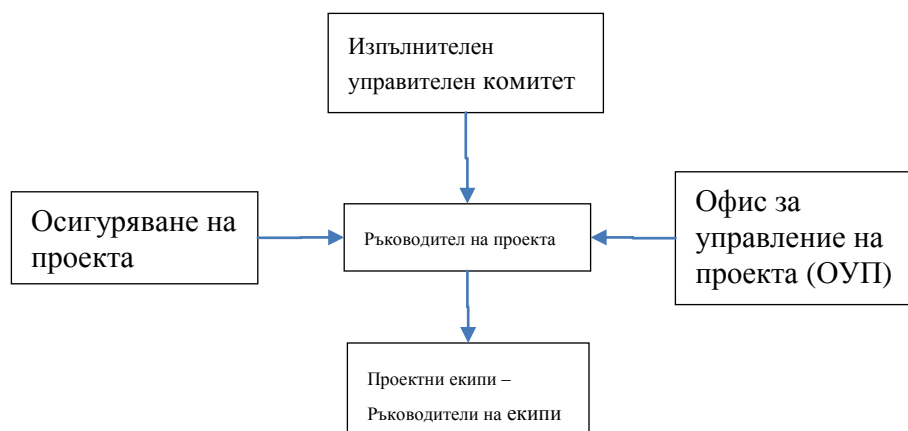 Изпълнителен
управителен комитет
Осигуряване на
проекта
Ръководител на проекта
Офис за
управление на
проекта (ОУП)
Проектни екипи –
Ръководители на екипи